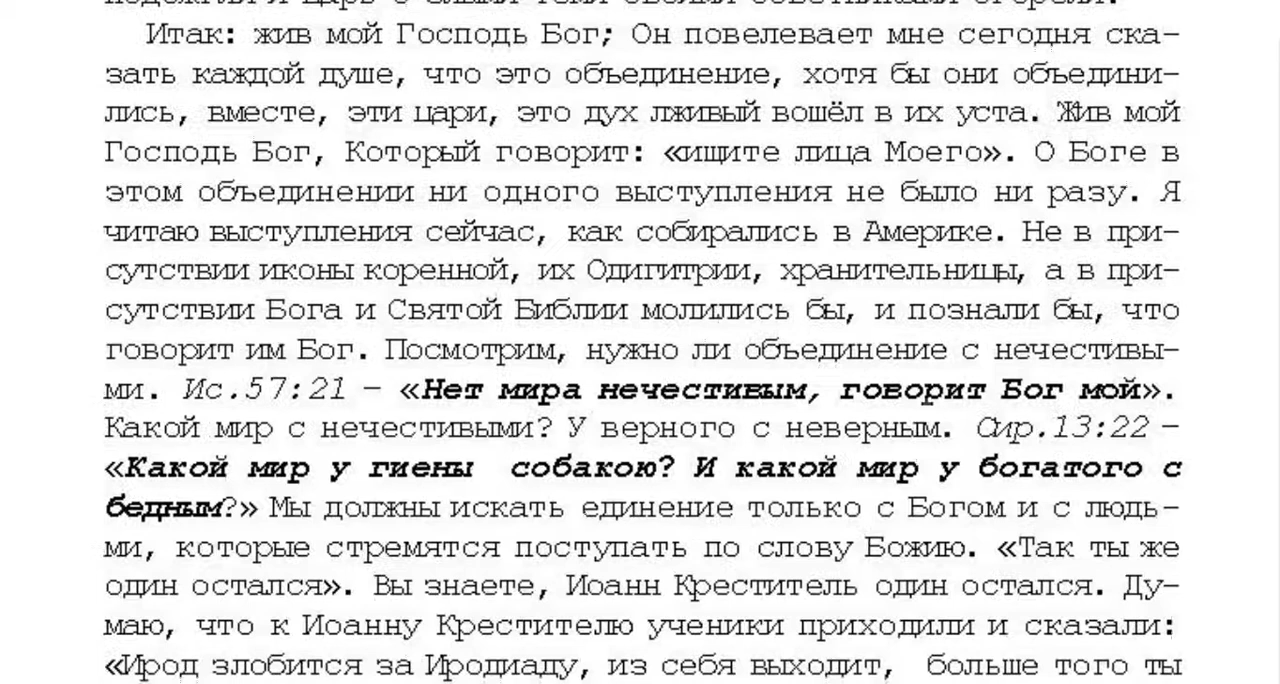 Итак: жив мой Господь Бог; Он повелевает мне сегодня ска-
зать каждой душе, что это объединение, хотя бы они объедини-
лись, вместе, эти цари, это дух лживый вошёл в их уста. Жив мой
Господь Бог, Который говорит: «ищите лица Моего». О Боге в
этом объединении ни одного выступления не было ни разу. Я
читаю выступления сейчас, как собирались в Америке. Не в при-
сутствии иконы коренной, их Одигитрии, хранительницы, а в при-
сутствии Бога и Святой Библии молились бы, и познали бы, что
говорит им Бог. Посмотрим, нужно ли объединение с нечестивы-
ми. Ис.57:21 – «Нет мира нечестивым, говорит Бог мой».
Какой мир с нечестивыми? У верного с неверным. Сир.13:22 –
«Какой мир у гиены собакою? И какой мир у богатого с
бедным?» Мы должны искать единение только с Богом и с людь-
ми, которые стремятся поступать по слову Божию. «Так ты же
один остался». Вы знаете, Иоанн Креститель один остался. Ду-
маю, что к Иоанну Крестителю ученики приходили и сказали:
«Ирод злобится за Иродиаду, из себя выходит, больше того ты